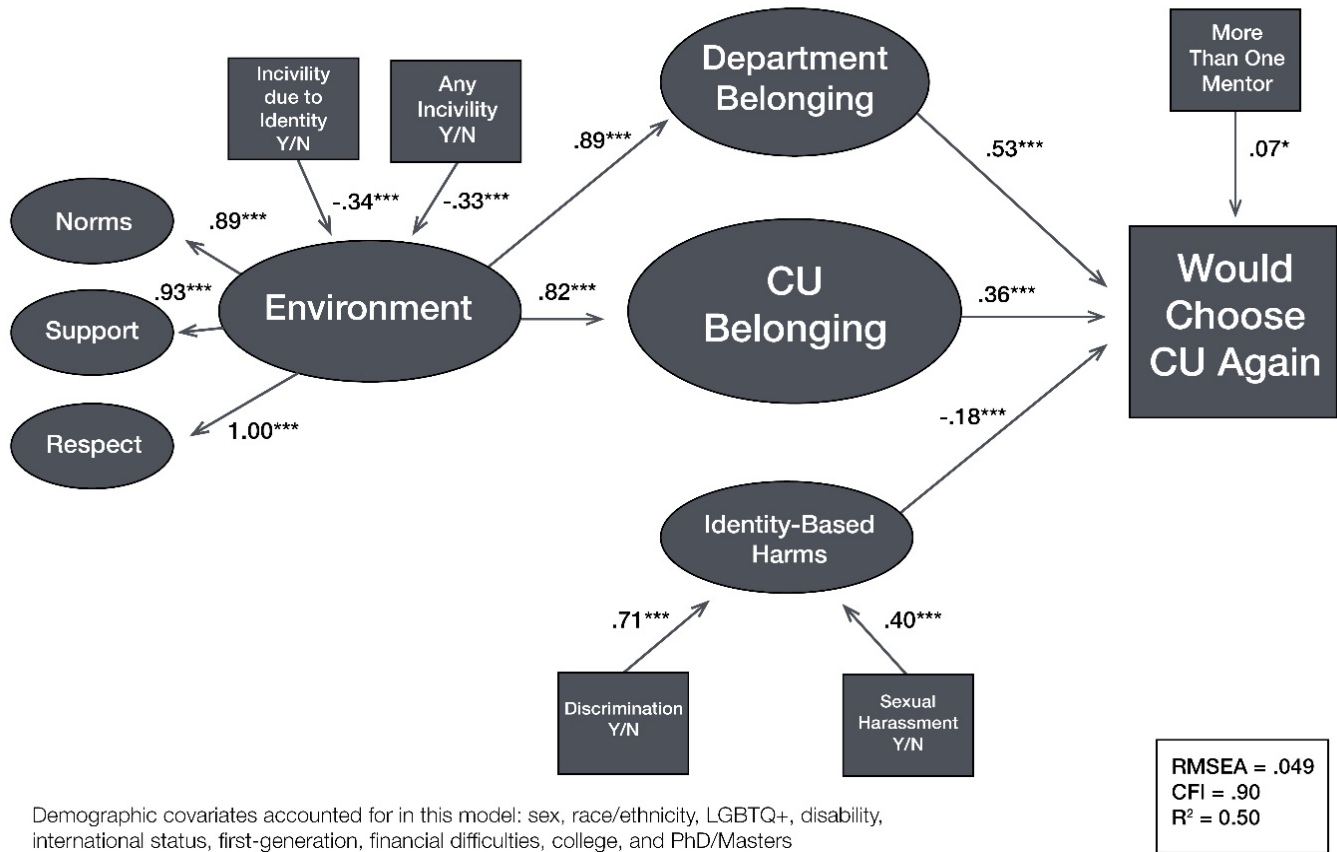 Incivility
due to
Identity
Y/N
Any
Incivility
Y/N
Department
Belonging
More
Than One
Mentor
.89***
.53***
.07*
-.34***
-.33***
Norms
.89***
Environment
.82***
CU
Belonging
.36***
Would
Choose
CU Again
.93***
Support
Respect
1.00***
-.18***
Identity-Based
Harms
.71***
.40***
Discrimination
Y/N
Sexual
Harassment
Y/N
RMSEA = .049
CFI = .90
R² = 0.50
Demographic covariates accounted for in this model: sex, race/ethnicity, LGBTQ+, disability,
international status, first-generation, financial difficulties, college, and PhD/Masters